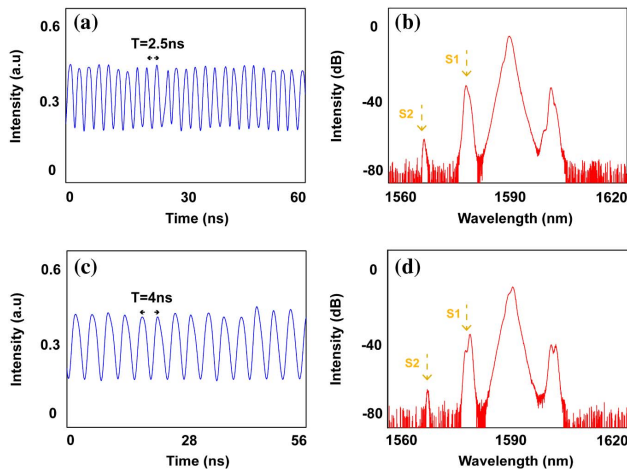 (a)
0.6
T=2.5ns
Intensity (a.u)
0.3
0
0 30 60
Time (ns)
(b)
0
S1
Intensity (dB)
-40
S2
-80
1560 1590 1620
Wavelength (nm)
(c)
0.6
T=4ns
Intensity (a.u)
0.3
0
0 28 56
Time (ns)
(d)
0
S1
Intensity (dB)
-40
S2
-80
1560 1590 1620
Wavelength (nm)